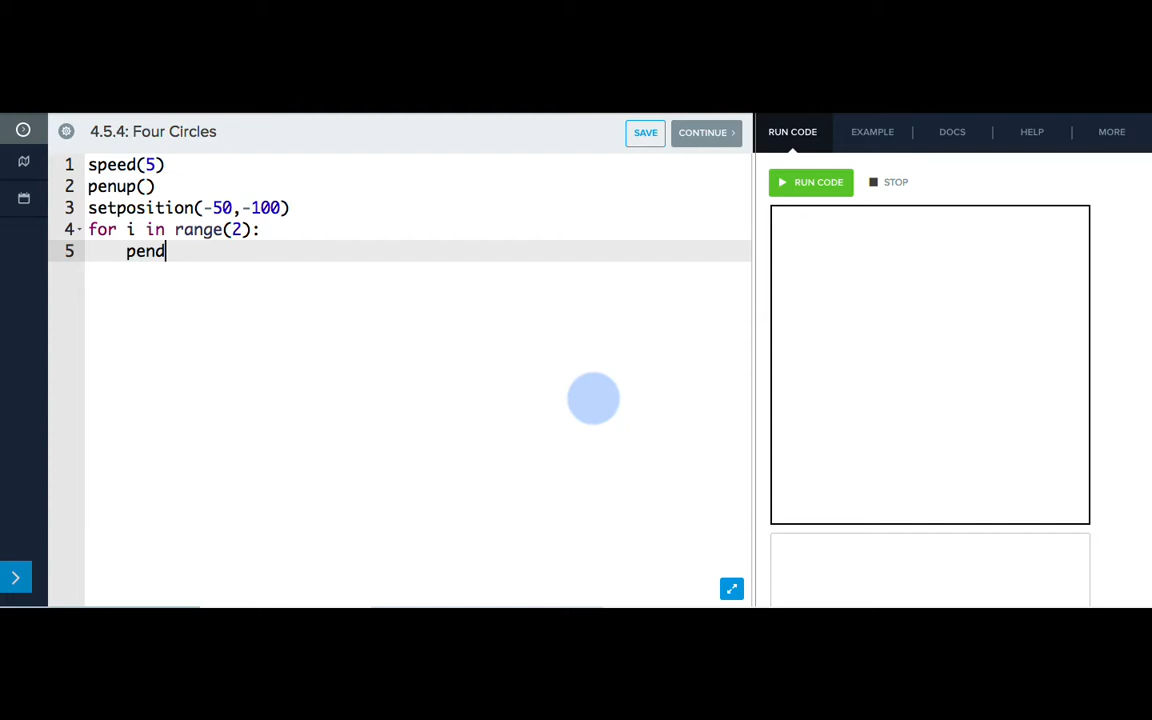 4.5.4: Four Circles
SAVE
CONTINUE
RUN CODE
EXAMPLE
DOCS
HELP
MORE
RUN CODE
STOP
1 speed(5)
2 penup()
3 setposition(-50,-100)
4 for i in range(2):
5 pend